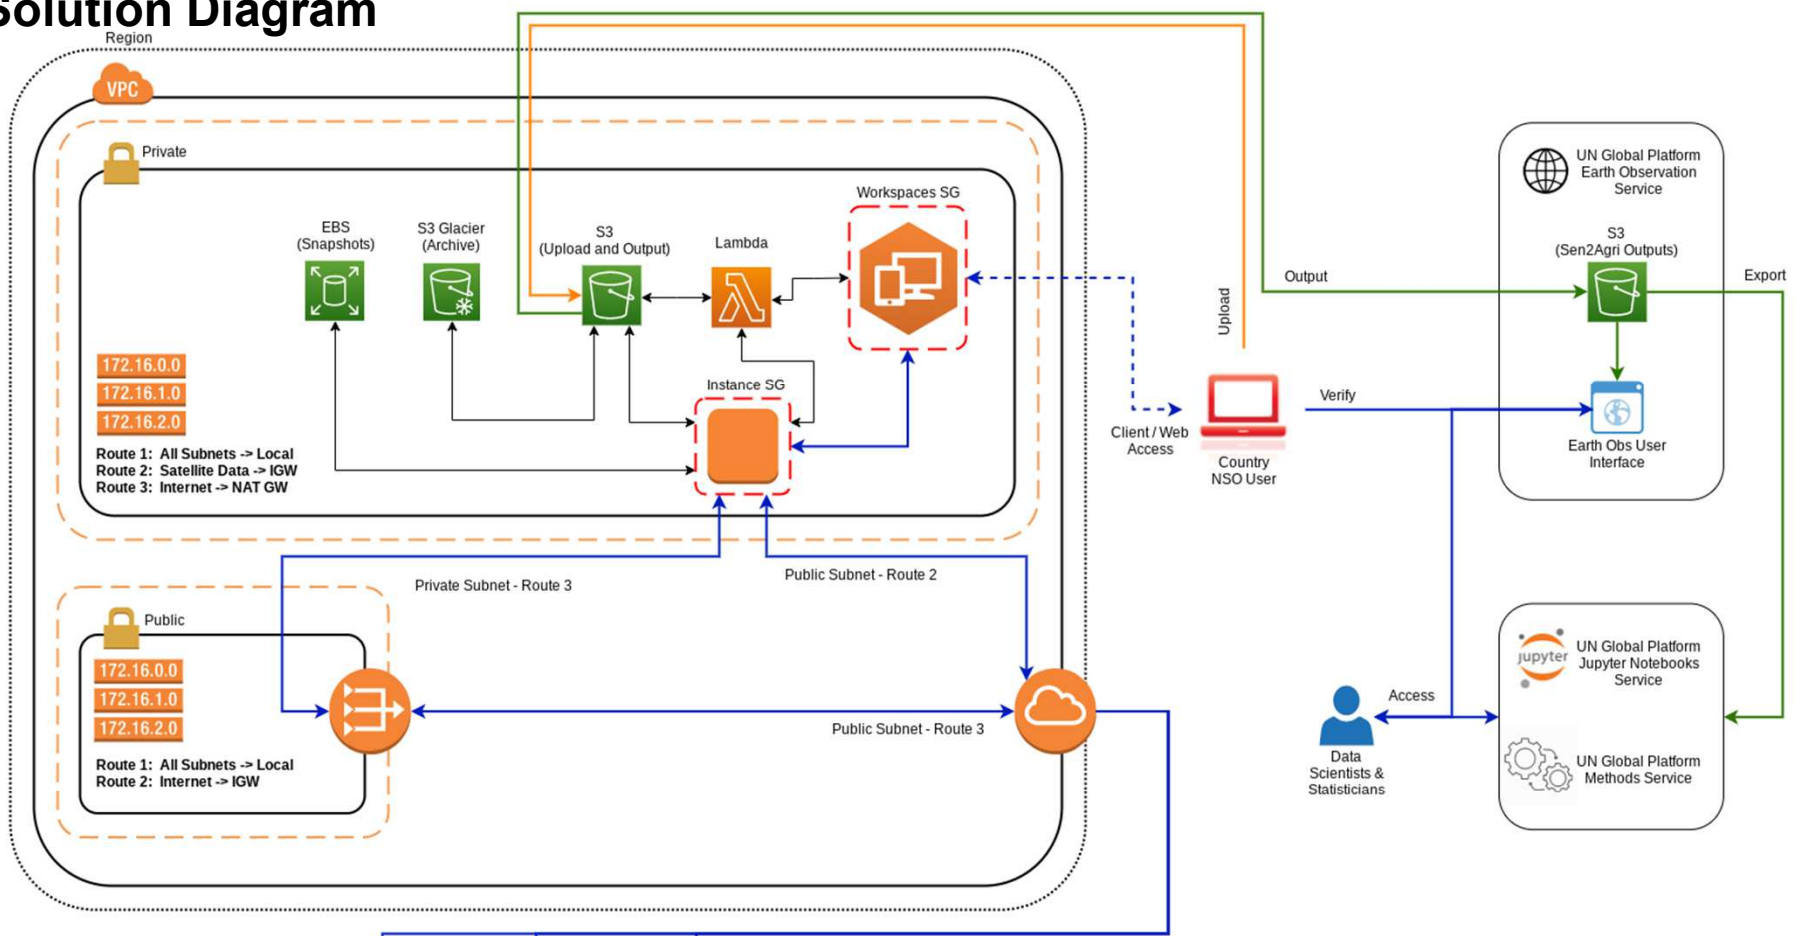 Solution Diagram
Region
VPC
Private
EBS
(Snapshots)
S3 Glacier
(Archive)
S3
(Upload and Output)
Lambda
Workspaces SG
Instance SG
172.16.0.0
172.16.1.0
172.16.2.0
Route 1: All Subnets -> Local
Route 2: Satellite Data -> IGW
Route 3: Internet -> NAT GW
Private Subnet - Route 3
Public Subnet - Route 2
Public
172.16.0.0
172.16.1.0
172.16.2.0
Route 1: All Subnets -> Local
Route 2: Internet -> IGW
Public Subnet - Route 3
Upload
Output
Export
Client / Web
Access
Country
NSO User
Verify
UN Global Platform
Earth Observation
Service
S3
(Sen2Agri Outputs)
Earth Obs User
Interface
Access
Data
Scientists &
Statisticians
jupyter
UN Global Platform
Jupyter Notebooks
Service
UN Global Platform
Methods Service